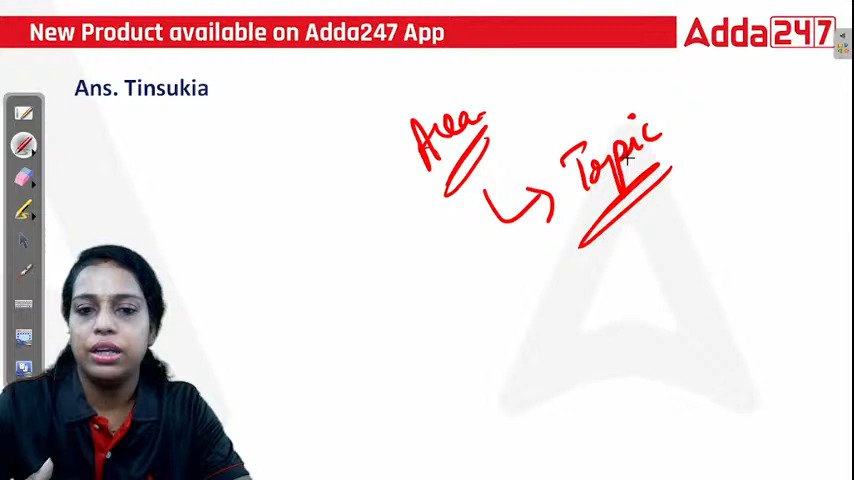 New Product available on Adda247 App
Adda247
Ans. Tinsukia
Area
Topic